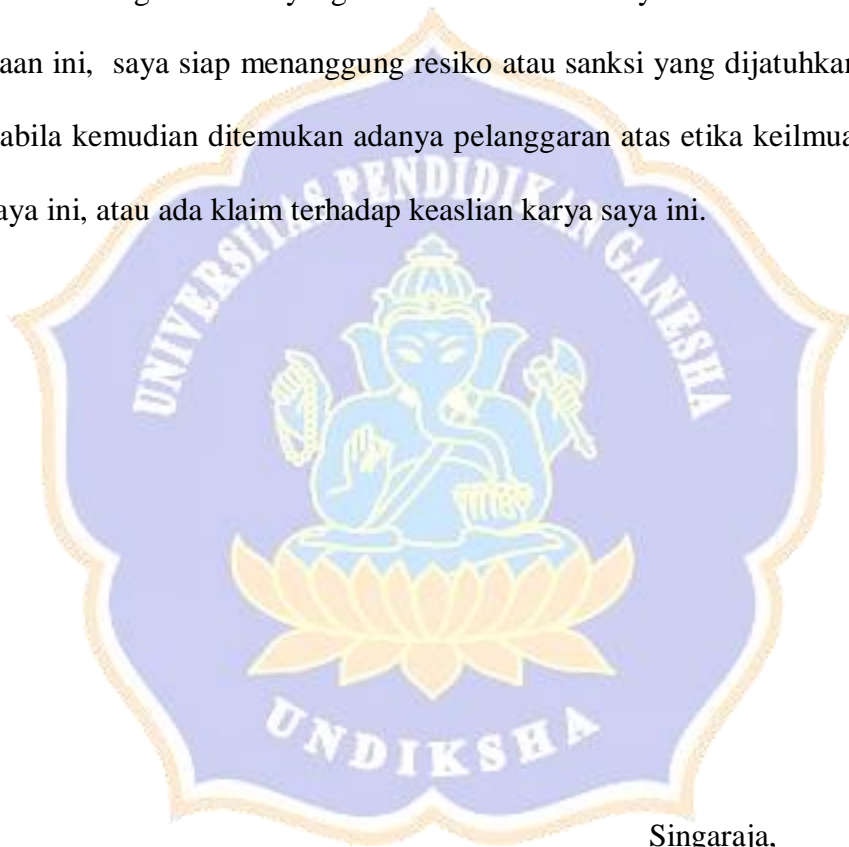 aan ini, saya siap menanggung resiko atau sanksi yang dijatuhkan
abila kemudian ditemukan adanya pelanggaran atas etika keilmua
aya ini, atau ada klaim terhadap keaslian karya saya ini.
UNIVERSITAS PENDIDIKAN GANESHA
UNDIKSHA
Singaraja,